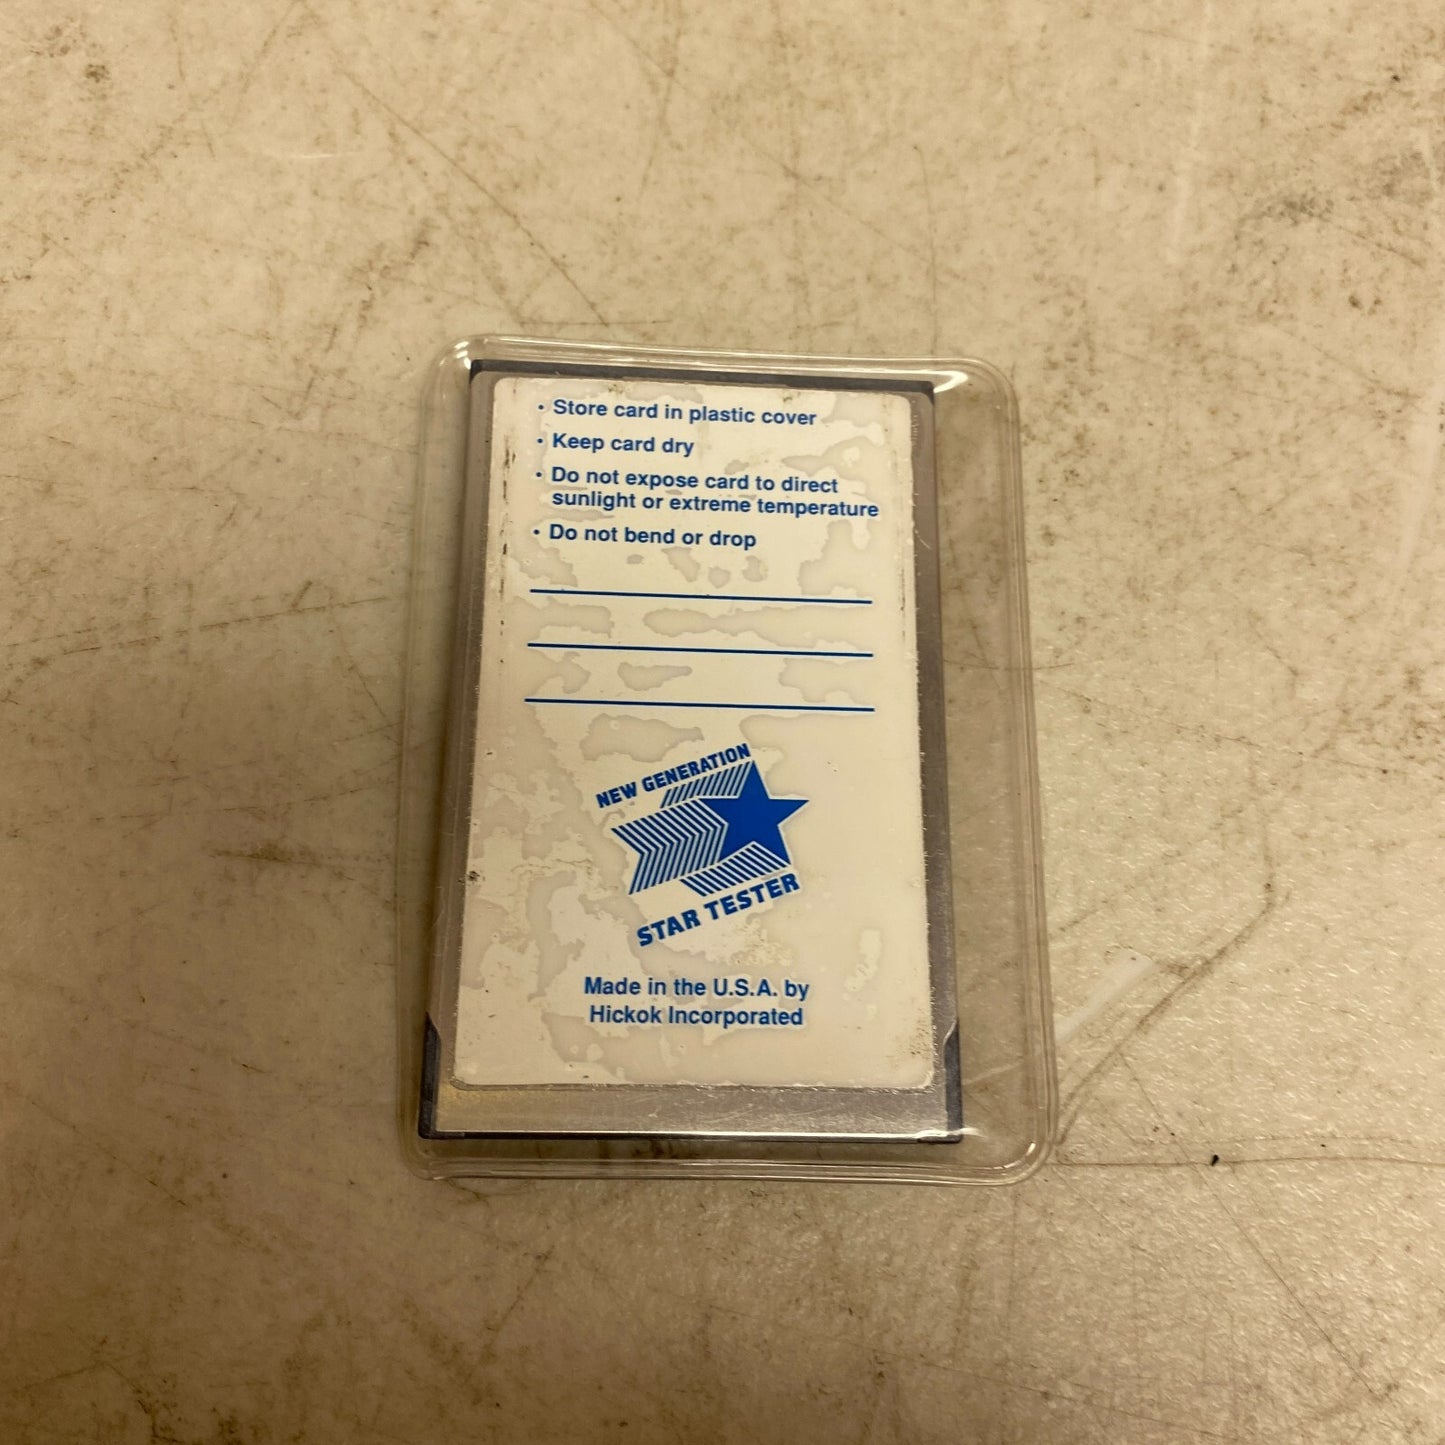 • Store card in plastic cover
• Keep card dry
• Do not expose card to direct
sunlight or extreme temperature
• Do not bend or drop
NEW GENERATION
STAR TESTER
Made in the U.S.A. by
Hickok Incorporated